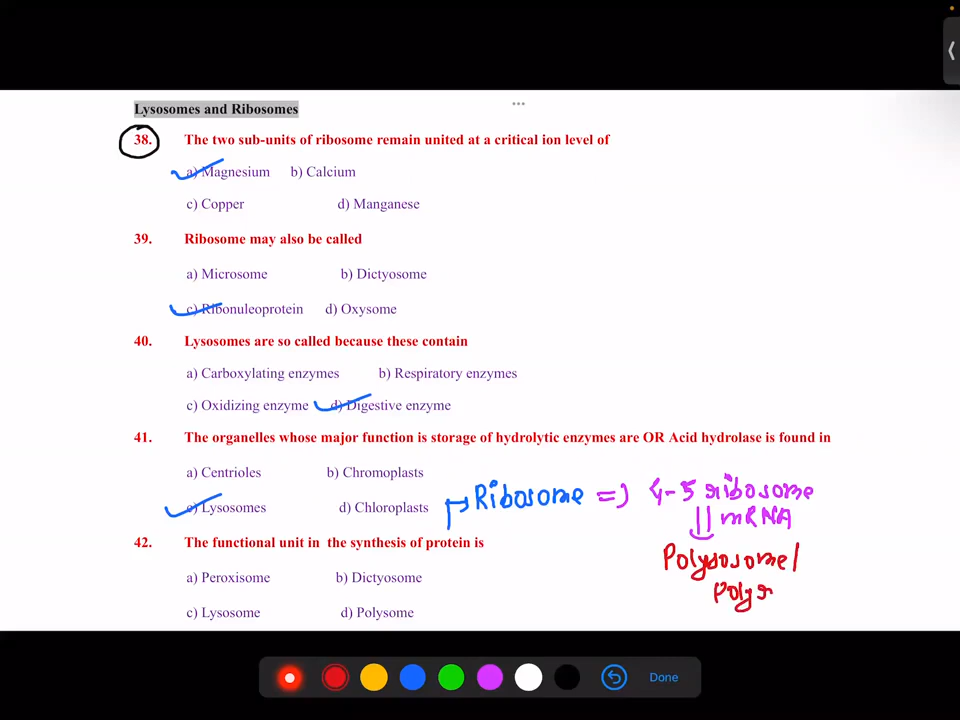 Lysosomes and Ribosomes
38. The two sub-units of ribosome remain united at a critical ion level of
a) Magnesium b) Calcium
c) Copper d) Manganese
39. Ribosome may also be called
a) Microsome b) Dictyosome
c) Ribonuleoprotein d) Oxysome
40. Lysosomes are so called because these contain
a) Carboxylating enzymes b) Respiratory enzymes
c) Oxidizing enzyme d) Digestive enzyme
41. The organelles whose major function is storage of hydrolytic enzymes are OR Acid hydrolase is found in
a) Centrioles b) Chromoplasts
c) Lysosomes d) Chloroplasts
Ribosome => 4-5 ribosome
mRNA
42. The functional unit in the synthesis of protein is
Polysosome/
a) Peroxisome b) Dictyosome
Polys
c) Lysosome d) Polysome
Done